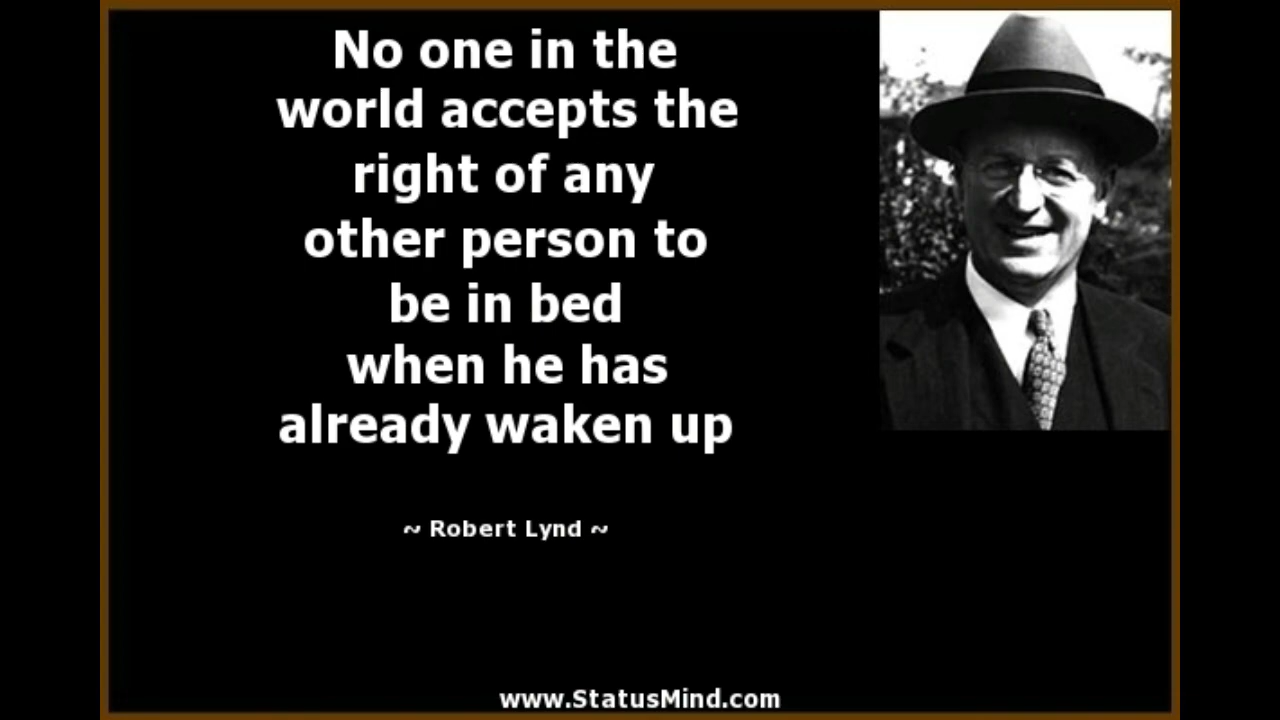 No one in the
world accepts the
right of any
other person to
be in bed
when he has
already waken up
~ Robert Lynd ~
www.StatusMind.com